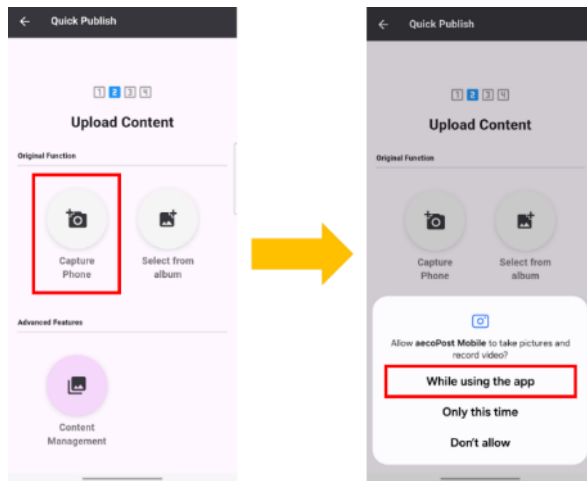 Quick Publish
1 2 3 4
Upload Content
Original Function
Capture
Phone
Select from
album
Advanced Features
Content
Management
Quick Publish
1 2 3 4
Upload Content
Original Function
Capture
Phone
Select from
album
Allow aecoPost Mobile to take pictures and
record video?
While using the app
Only this time
Don't allow